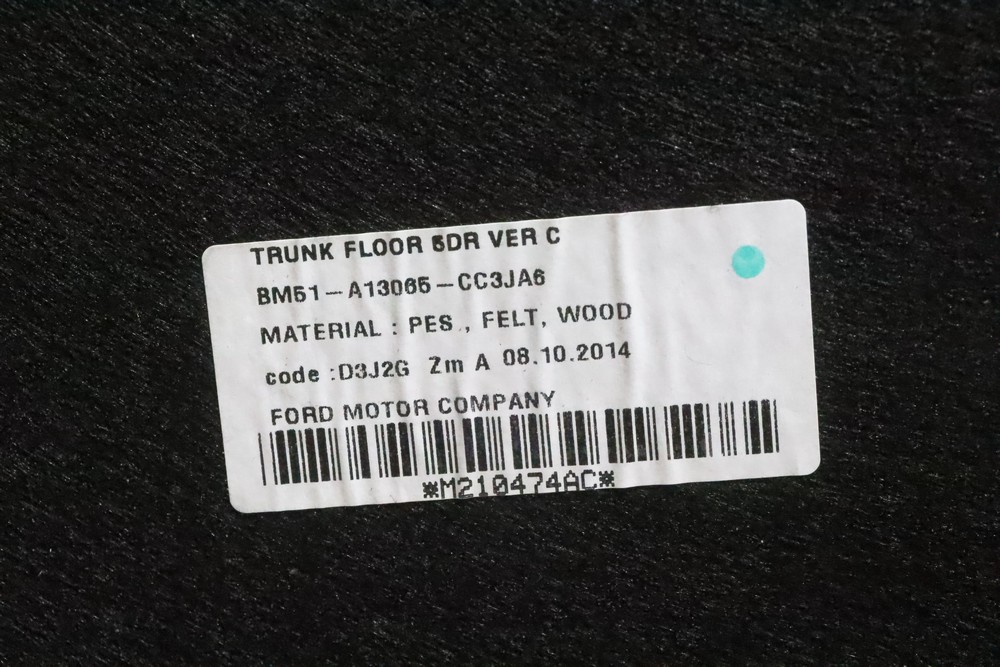 TRUNK FLOOR 5DR VER C
BM51-A13065-CC3JA6
MATERIAL : PES , FELT, WOOD
code :D3J2G Zm A 08.10.2014
FORD MOTOR COMPANY
*M210474AC*